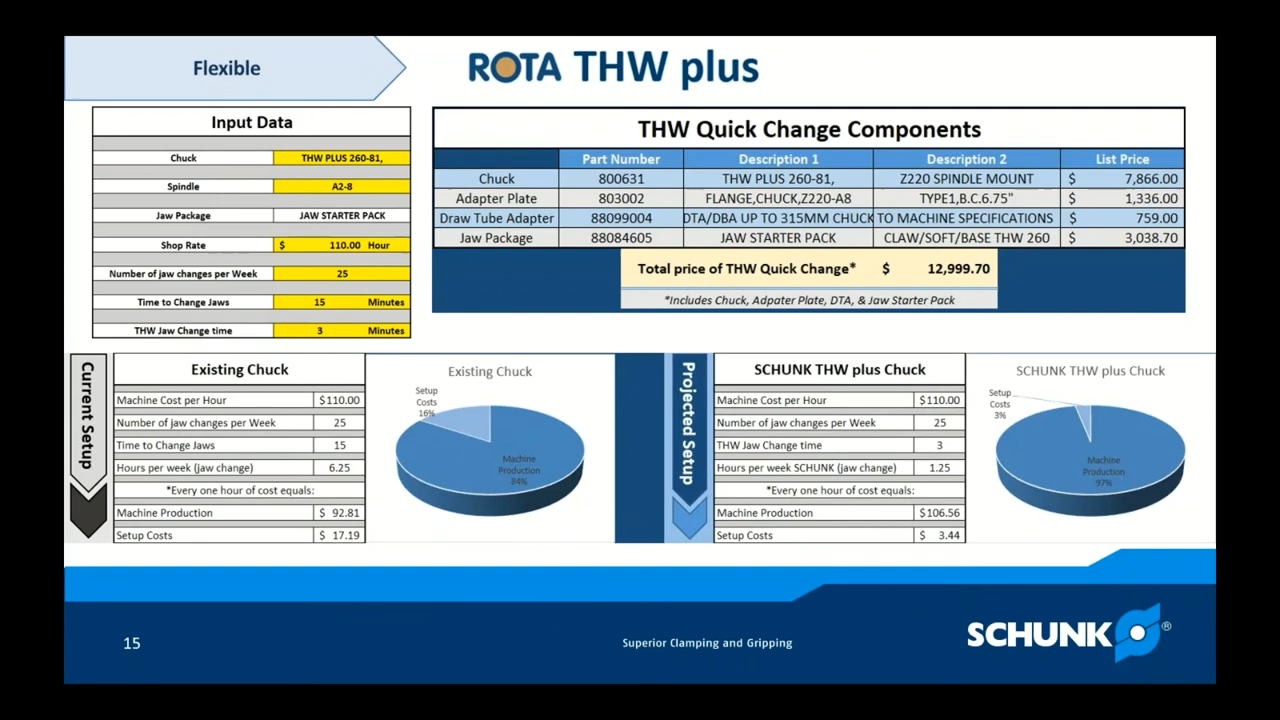 Flexible
ROTA THW plus
Input Data
Chuck THW PLUS 260-81,
Spindle A2-8
Jaw Package JAW STARTER PACK
Shop Rate $ 110.00 Hour
Number of jaw changes per Week 25
Time to Change Jaws 15 Minutes
THW Jaw Change time 3 Minutes
THW Quick Change Components
Part Number Description 1 Description 2 List Price
Chuck 800631 THW PLUS 260-81, Z220 SPINDLE MOUNT $ 7,866.00
Adapter Plate 803002 FLANGE,CHUCK,Z220-A8 TYPE1,B.C.6.75" $ 1,336.00
Draw Tube Adapter 88099004 DTA/DBA UP TO 315MM CHUCK TO MACHINE SPECIFICATIONS $ 759.00
Jaw Package 88084605 JAW STARTER PACK CLAW/SOFT/BASE THW 260 $ 3,038.70
Total price of THW Quick Change* $ 12,999.70
*Includes Chuck, Adpater Plate, DTA, & Jaw Starter Pack
Current Setup
Existing Chuck
Machine Cost per Hour $110.00
Number of jaw changes per Week 25
Time to Change Jaws 15
Hours per week (jaw change) 6.25
*Every one hour of cost equals:
Machine Production $ 92.81
Setup Costs $ 17.19
Existing Chuck
Setup
Costs
16%
Machine
Production
84%
Projected Setup
SCHUNK THW plus Chuck
Machine Cost per Hour $110.00
Number of jaw changes per Week 25
THW Jaw Change time 3
Hours per week SCHUNK (jaw change) 1.25
*Every one hour of cost equals:
Machine Production $106.56
Setup Costs $ 3.44
SCHUNK THW plus Chuck
Setup
Costs
3%
Machine
Production
97%
15
Superior Clamping and Gripping
SCHUNK ®